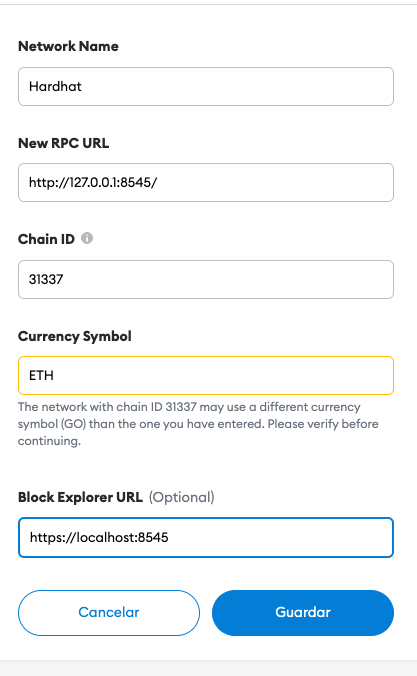 Network Name
Hardhat
New RPC URL
http://127.0.0.1:8545/
Chain ID
31337
Currency Symbol
ETH
The network with chain ID 31337 may use a different currency
symbol (GO) than the one you have entered. Please verify before
continuing.
Block Explorer URL (Optional)
https://localhost:8545
Cancelar
Guardar